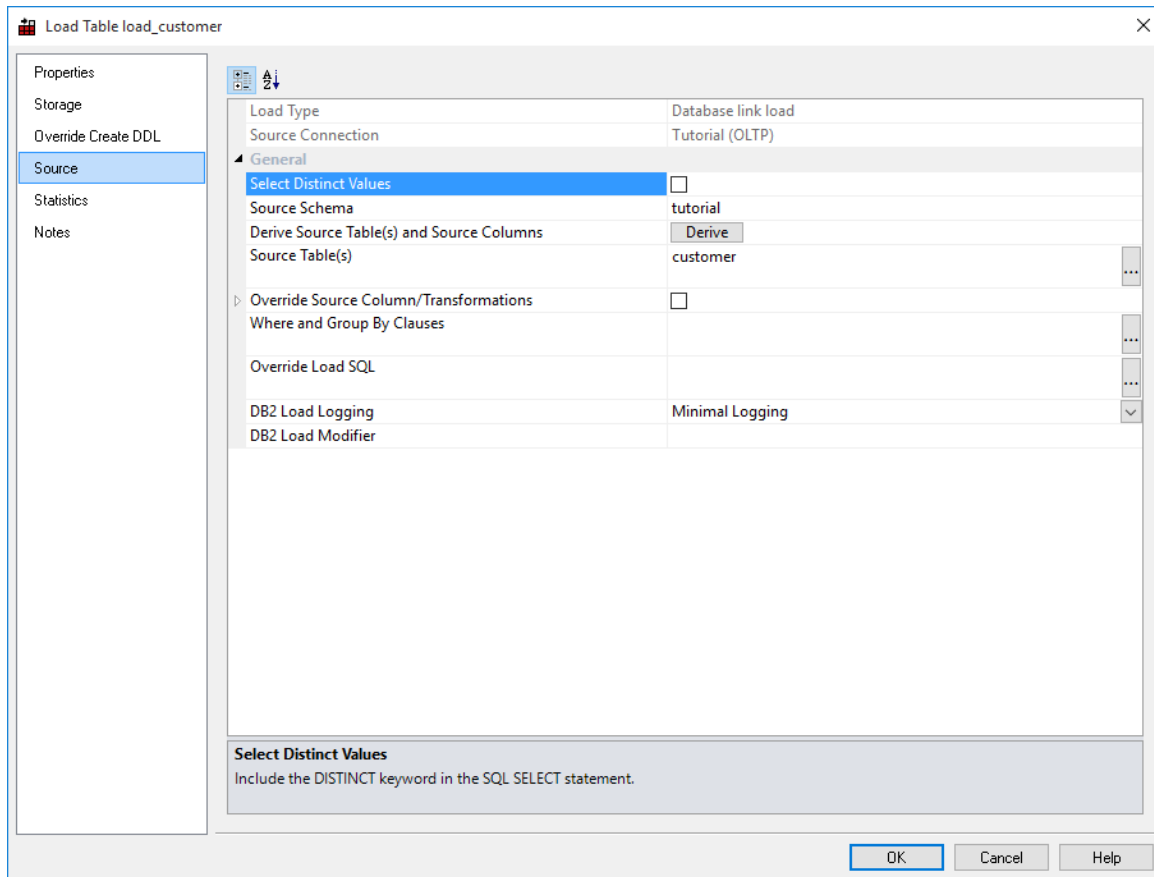 Load Table load_customer
Properties
Storage
Override Create DDL
Source
Statistics
Notes
Load Type Database link load
Source Connection Tutorial (OLTP)
General
Select Distinct Values
Source Schema tutorial
Derive Source Table(s) and Source Columns Derive
Source Table(s) customer
...
Override Source Column/Transformations
Where and Group By Clauses
...
Override Load SQL
...
DB2 Load Logging Minimal Logging
DB2 Load Modifier
Select Distinct Values
Include the DISTINCT keyword in the SQL SELECT statement.
OK Cancel Help